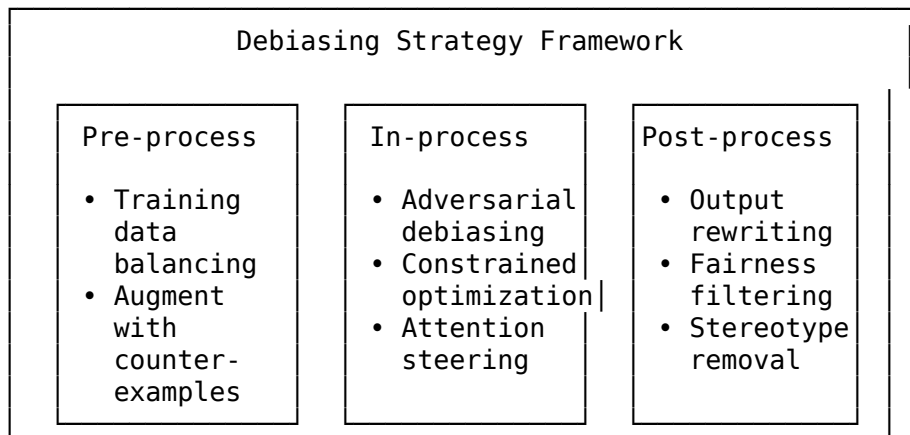 Debiasing Strategy Framework
Pre-process
• Training
data
balancing
• Augment
with
counter-
examples
In-process
• Adversarial
debiasing
• Constrained
optimization
• Attention
steering
Post-process
• Output
rewriting
• Fairness
filtering
• Stereotype
removal